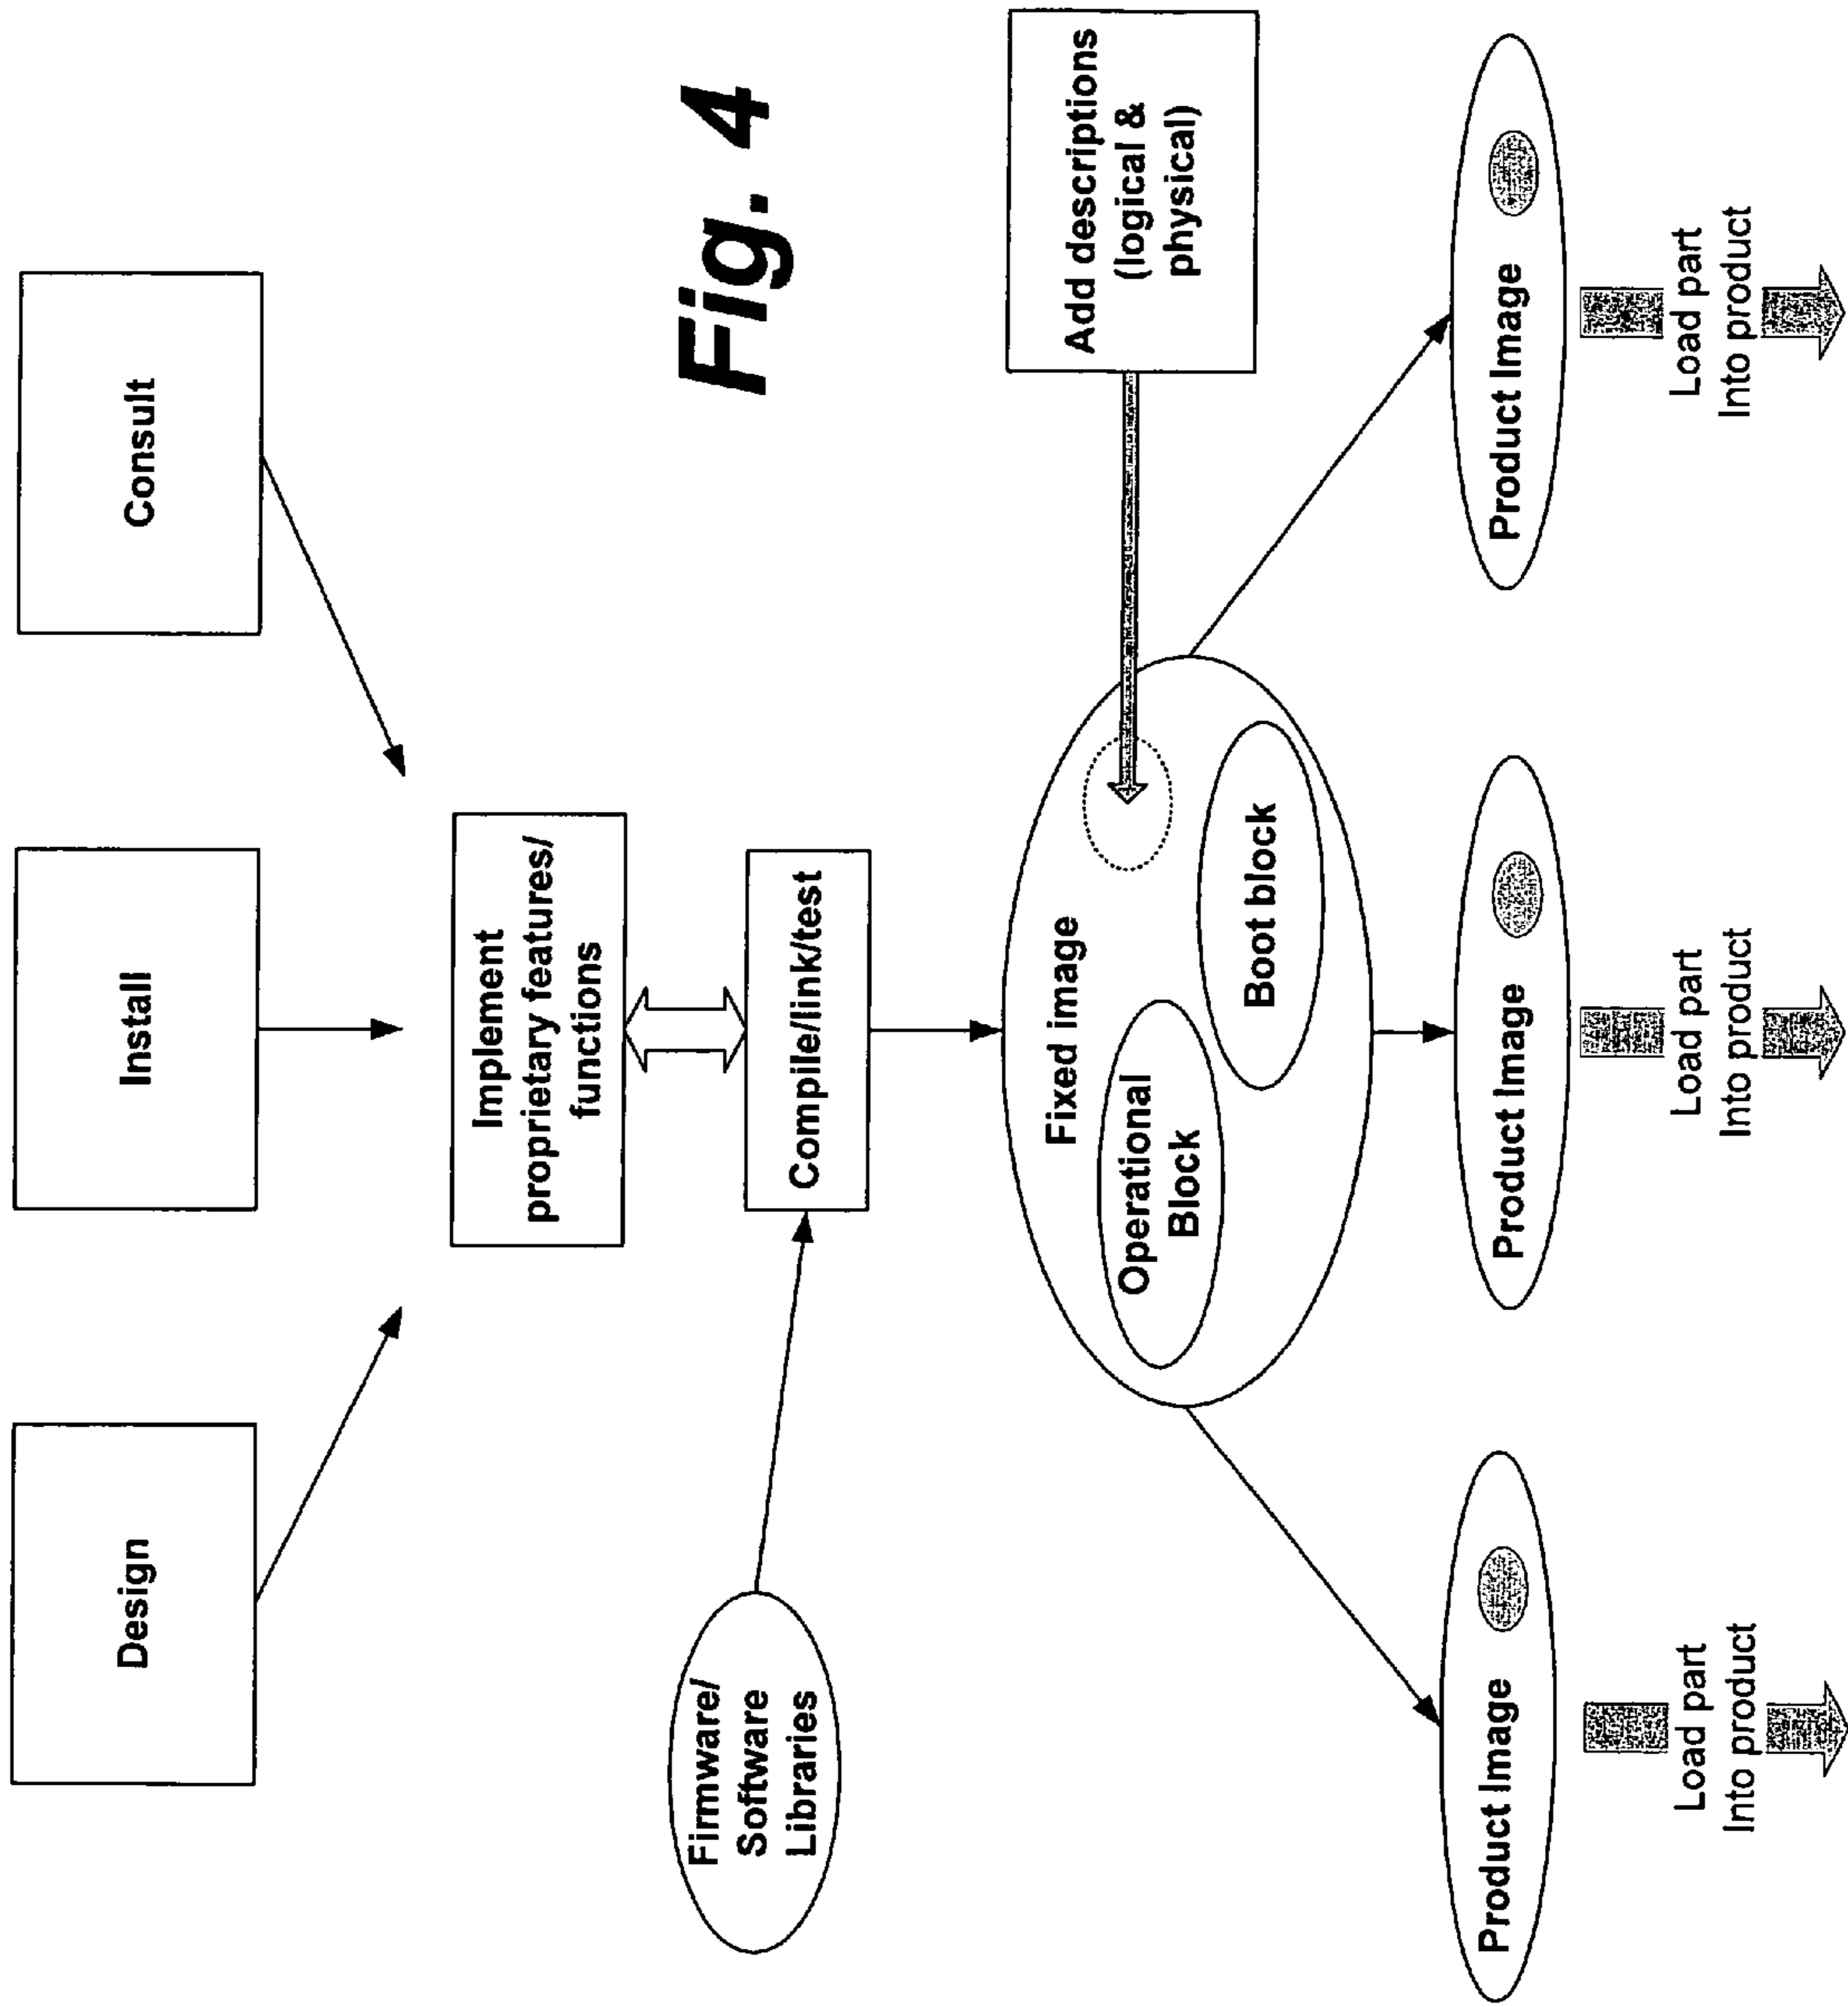 Design
Install
Consult
Implement
proprietary features/
functions
Fig. 4
Firmware/
Software
Libraries
Compile/link/test
Fixed image
Operational
Block
Boot block
Add descriptions
(logical &
physical)
Product Image
Product Image
Product Image
Load part
Into product
Load part
Into product
Load part
Into product